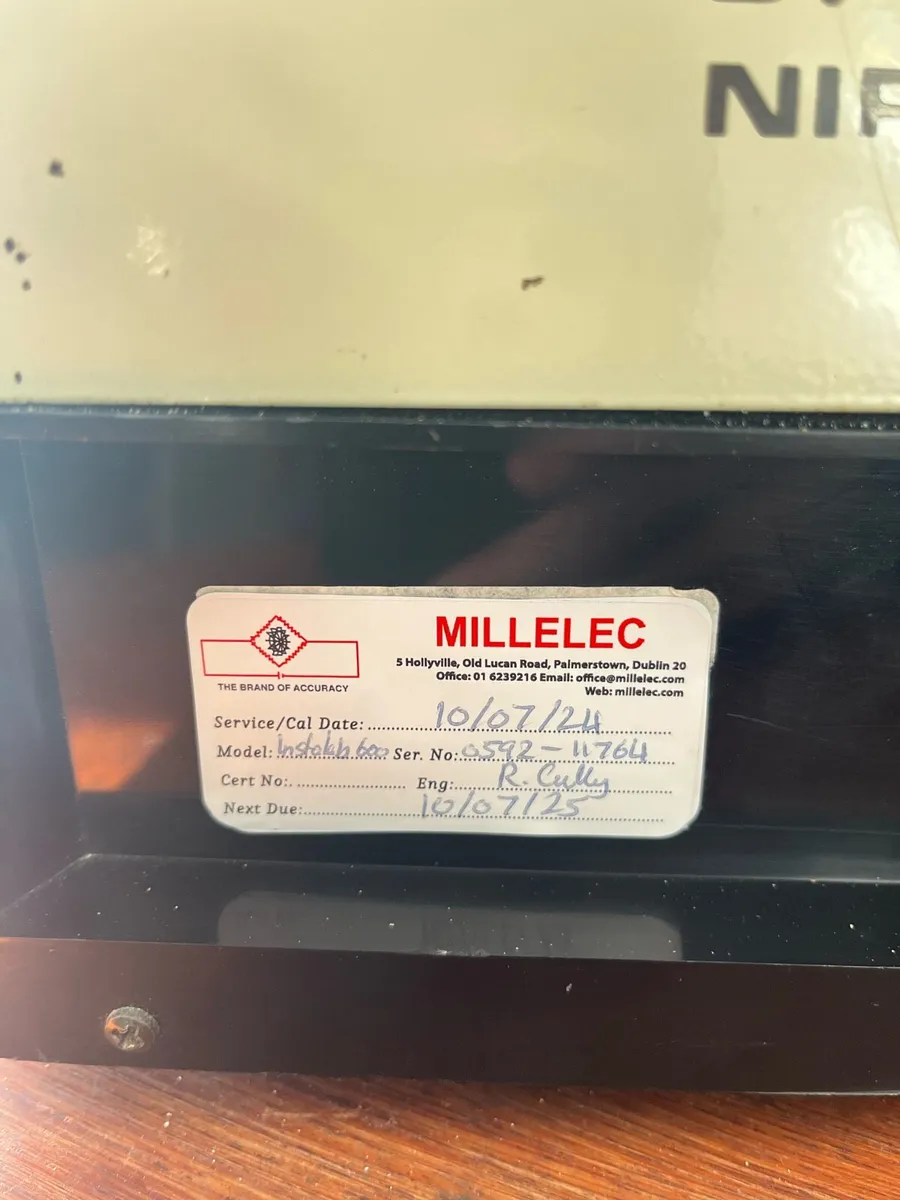 NI
MILLELEC
5 Hollyville, Old Lucan Road, Palmerstown, Dublin 20
Office: 01 6239216 Email: office@millelec.com
Web: millelec.com
THE BRAND OF ACCURACY
Service/Cal Date: 10/07/24
Model: Instalab 600 Ser. No: 0592-11764
Cert No: Eng: R. Cully
Next Due: 10/07/25